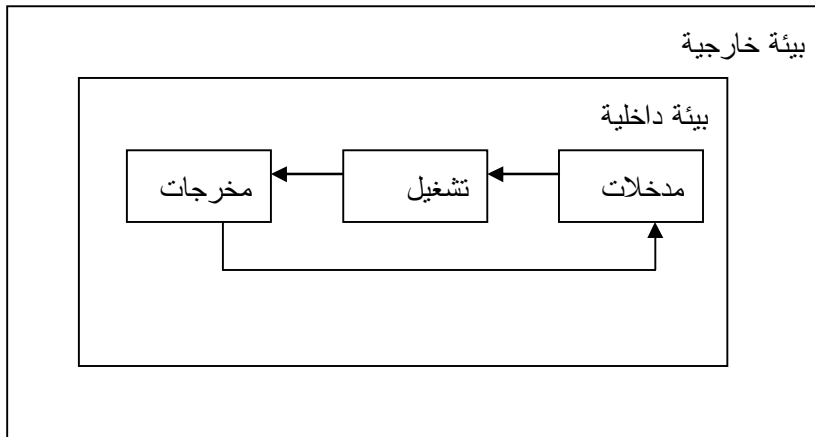 بيئة خارجية
بيئة داخلية
مدخلات
تشغيل
مخرجات